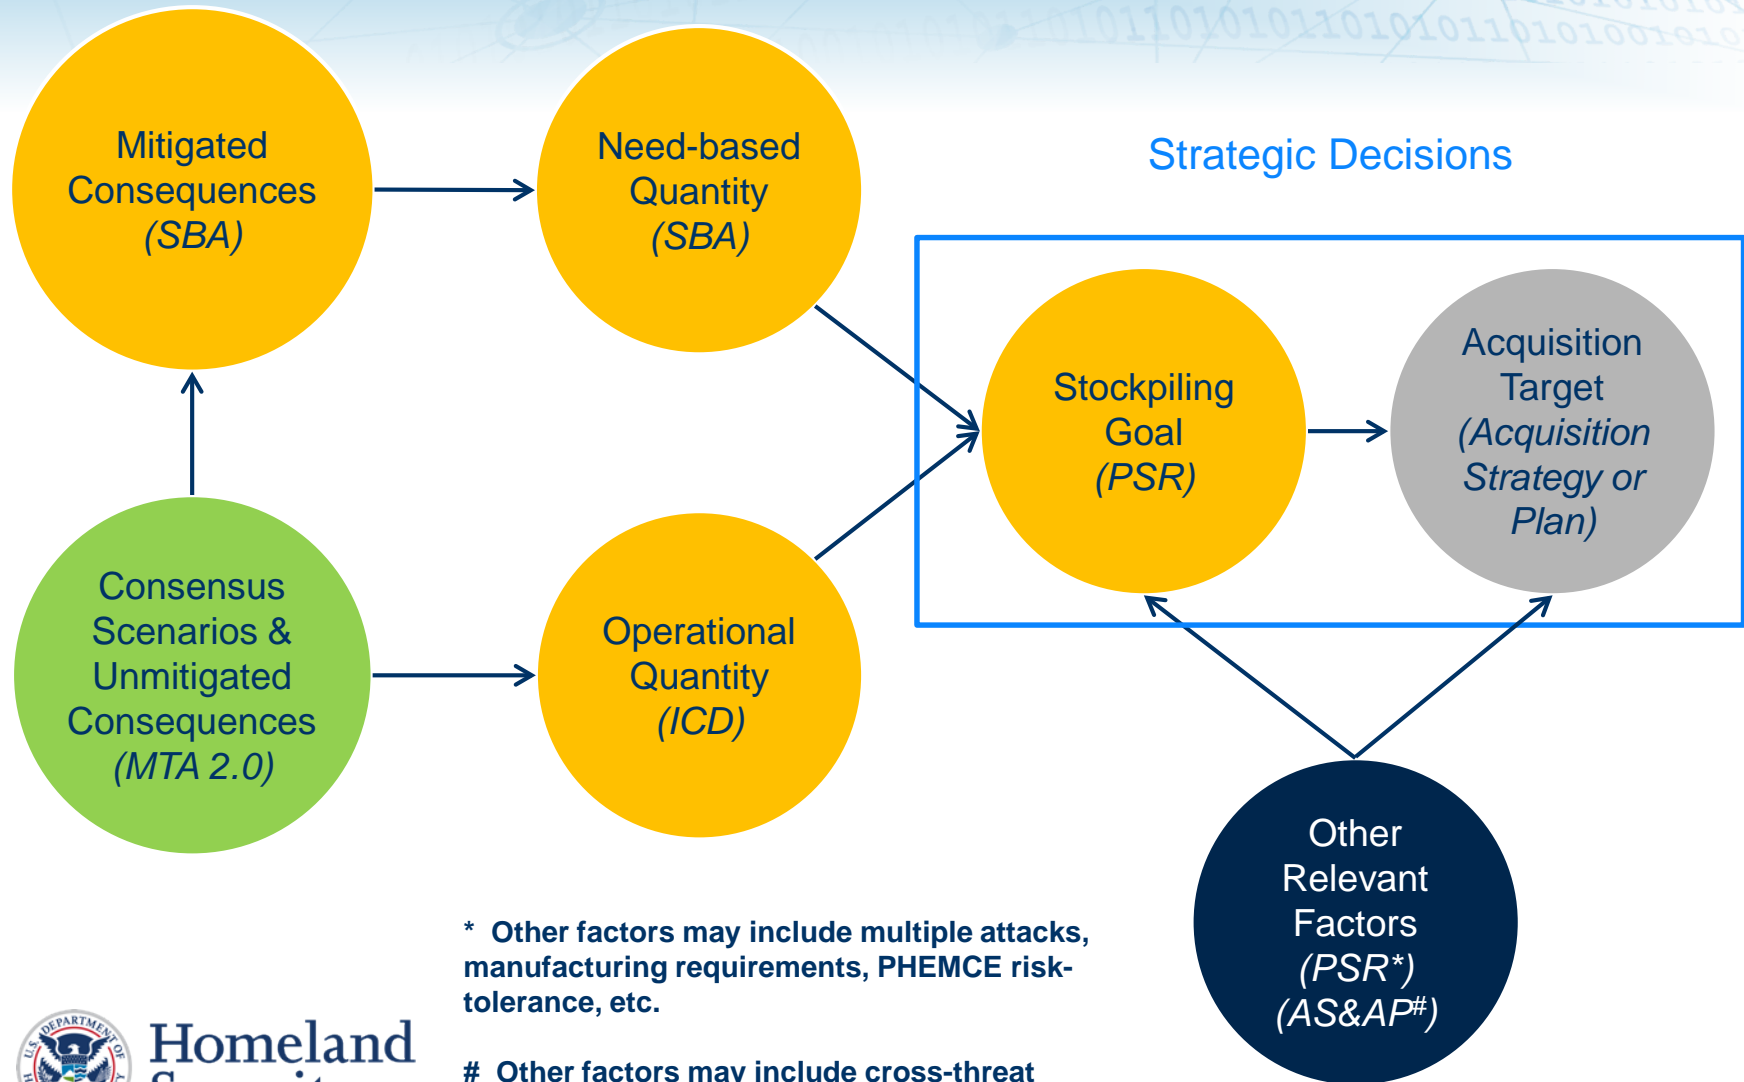 Mitigated
Consequences
(SBA)
Need-based
Quantity
(SBA)
Strategic Decisions
Stockpiling
Goal
(PSR)
Acquisition
Target
(Acquisition
Strategy or
Plan)
Consensus
Scenarios &
Unmitigated
Consequences
(MTA 2.0)
Operational
Quantity
(ICD)
Other
Relevant
Factors
(PSR*)
(AS&AP#)
* Other factors may include multiple attacks,
manufacturing requirements, PHEMCE risk-
tolerance, etc.
# Other factors may include cross-threat
U.S. DEPARTMENT OF
Homeland